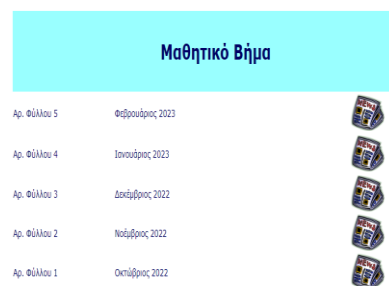 Μαθητικό Βήμα
Αρ. Φύλλου 5 Φεβρουάριος 2023
Αρ. Φύλλου 4 Ιανουάριος 2023
Αρ. Φύλλου 3 Δεκέμβριος 2022
Αρ. Φύλλου 2 Νοέμβριος 2022
Αρ. Φύλλου 1 Οκτώβριος 2022